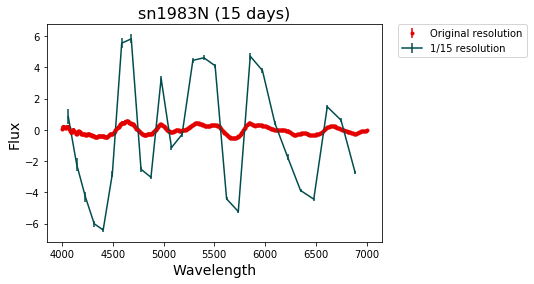 sn1983N (15 days)
Original resolution
1/15 resolution
Flux
6
4
2
0
−2
−4
−6
4000 4500 5000 5500 6000 6500 7000
Wavelength